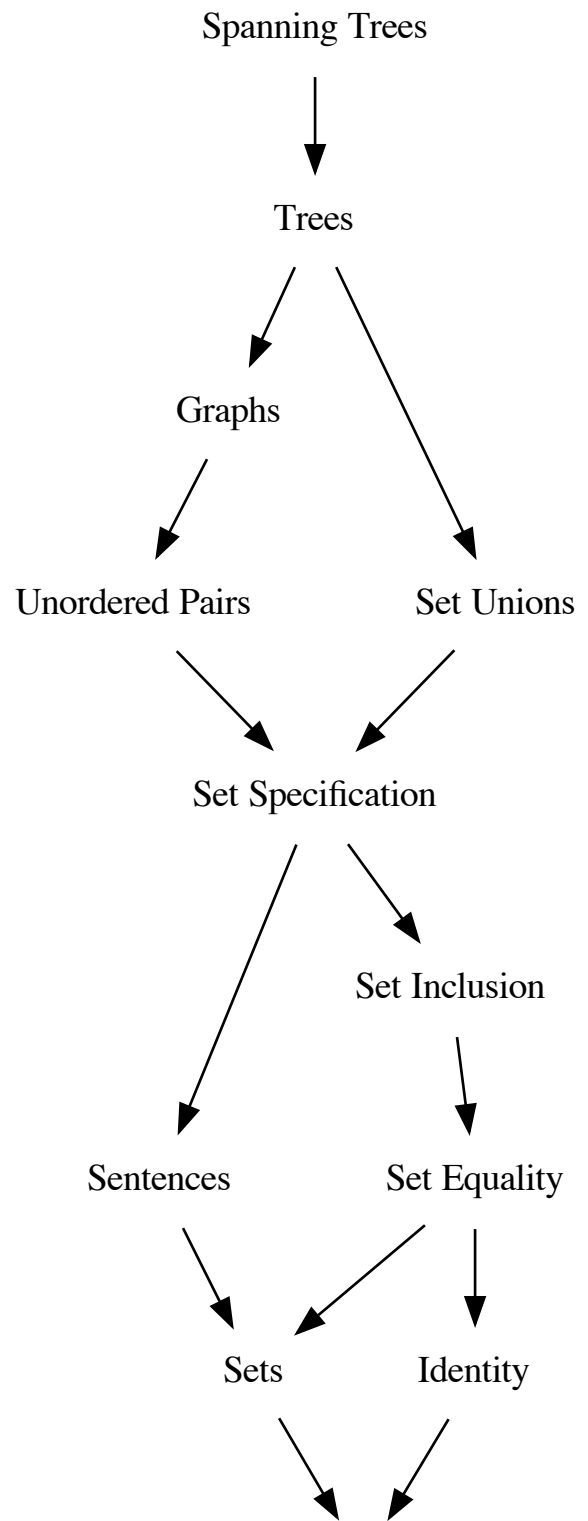 Spanning Trees
Trees
Graphs
Unordered Pairs
Set Unions
Set Specification
Set Inclusion
Sentences
Set Equality
Sets
Identity